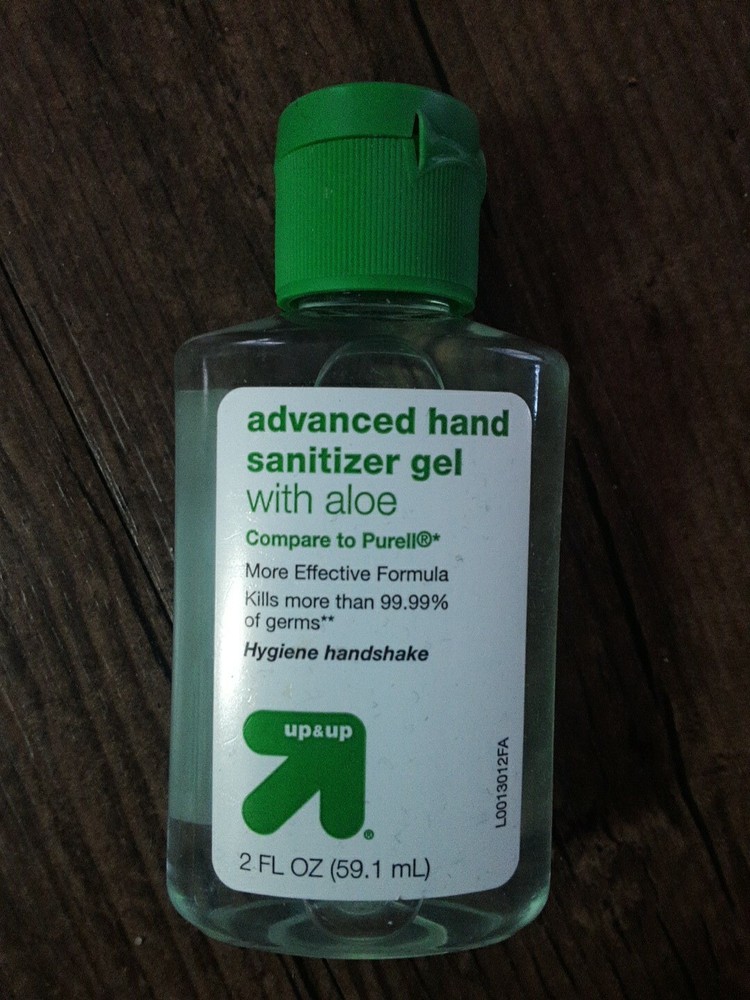 advanced hand
sanitizer gel
with aloe
Compare to Purell®*
More Effective Formula
Kills more than 99.99%
of germs**
Hygiene handshake
up&up
®
L0013012FA
2 FL OZ (59.1 mL)